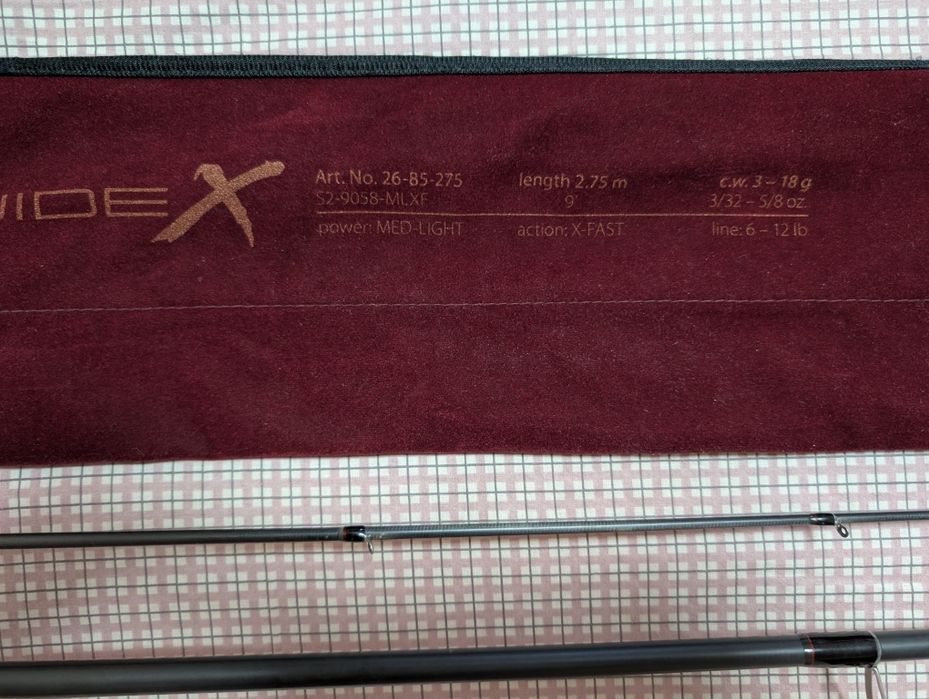 IDE X
Art. No. 26-85-275 length 2.75 m c.w. 3 – 18 g
S2-9058-MLXF 9' 3/32 – 5/8 oz.
power: MED-LIGHT action: X-FAST line: 6 – 12 lb